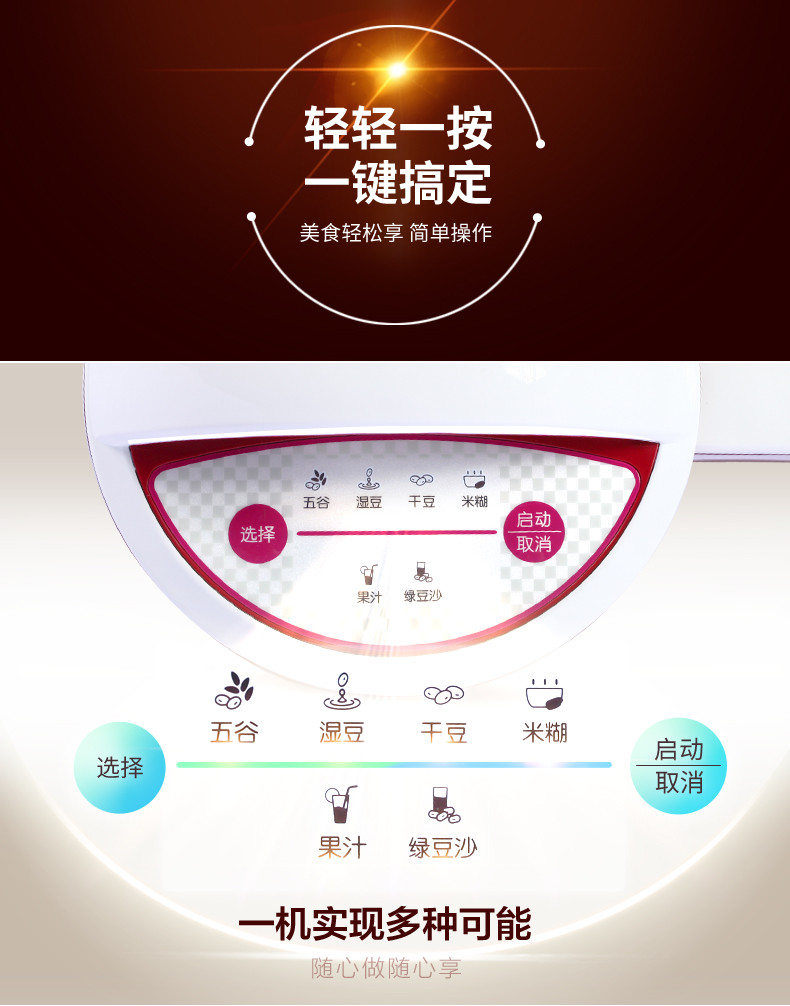 轻轻一按
一键搞定
美食轻松享 简单操作
五谷 湿豆 干豆 米糊
选择
启动
取消
果汁 绿豆沙
五谷 湿豆 干豆 米糊
选择
启动
取消
果汁 绿豆沙
一机实现多种可能
随心做随心享